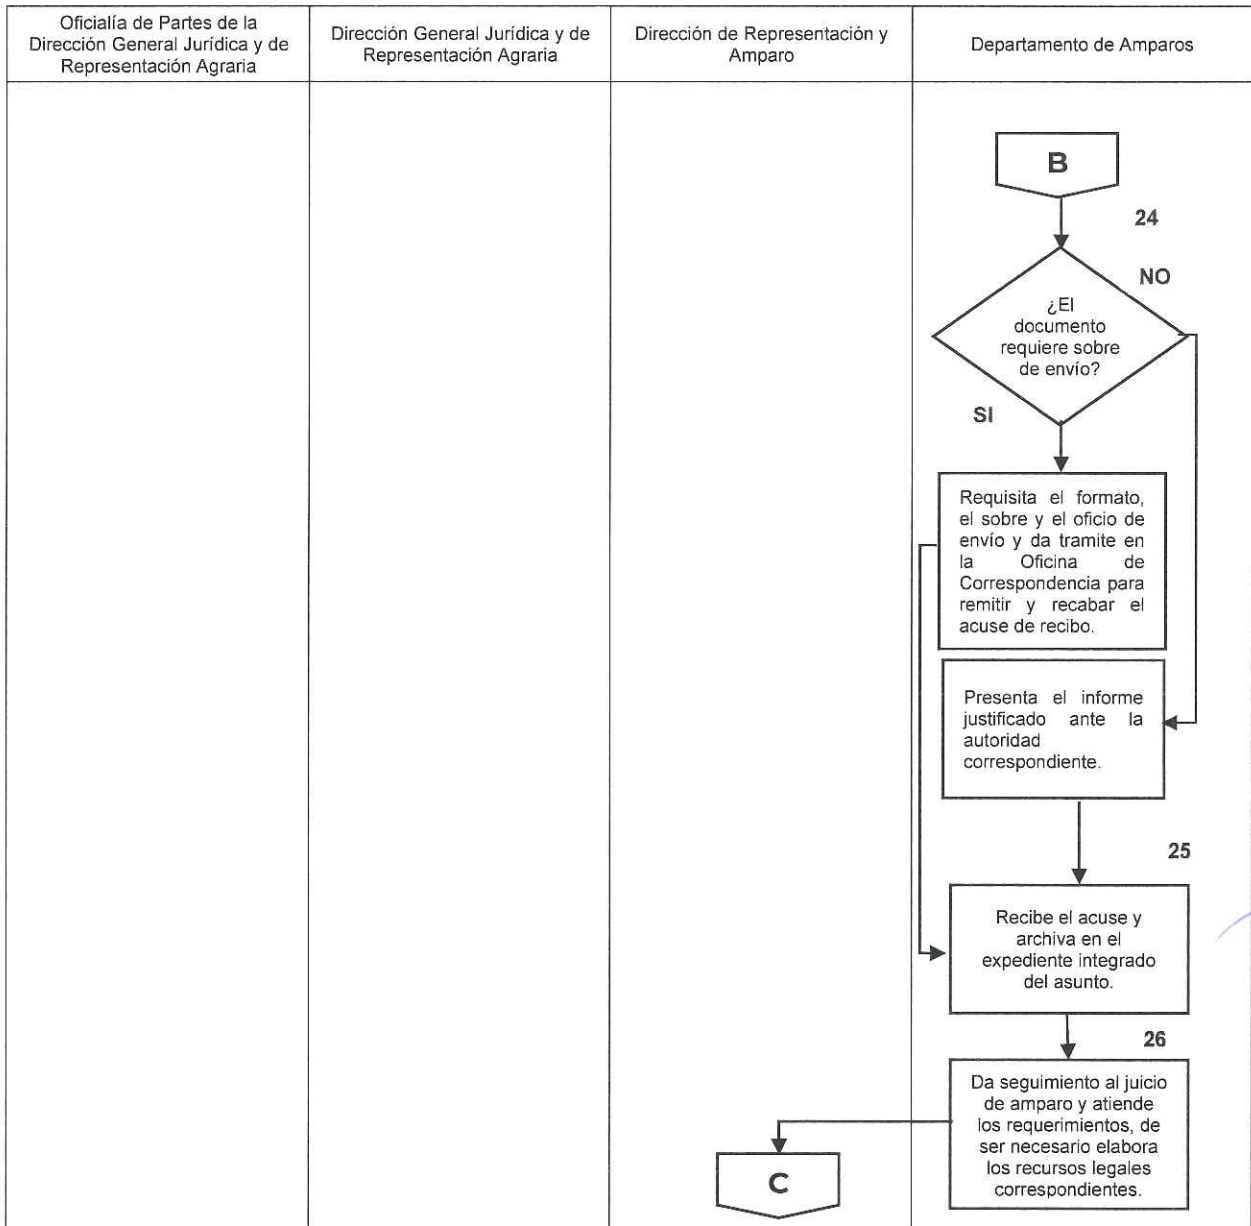 Oficialía de Partes de la
Dirección General Jurídica y de
Representación Agraria
Dirección General Jurídica y de
Representación Agraria
Dirección de Representación y
Amparo
Departamento de Amparos
B
24
NO
¿El
documento
requiere sobre
de envío?
SI
Requisita el formato,
el sobre y el oficio de
envío y da tramite en
la Oficina de
Correspondencia para
remitir y recabar el
acuse de recibo.
Presenta el informe
justificado ante la
autoridad
correspondiente.
25
Recibe el acuse y
archiva en el
expediente integrado
del asunto.
26
Da seguimiento al juicio
de amparo y atiende
los requerimientos, de
ser necesario elabora
los recursos legales
correspondientes.
C